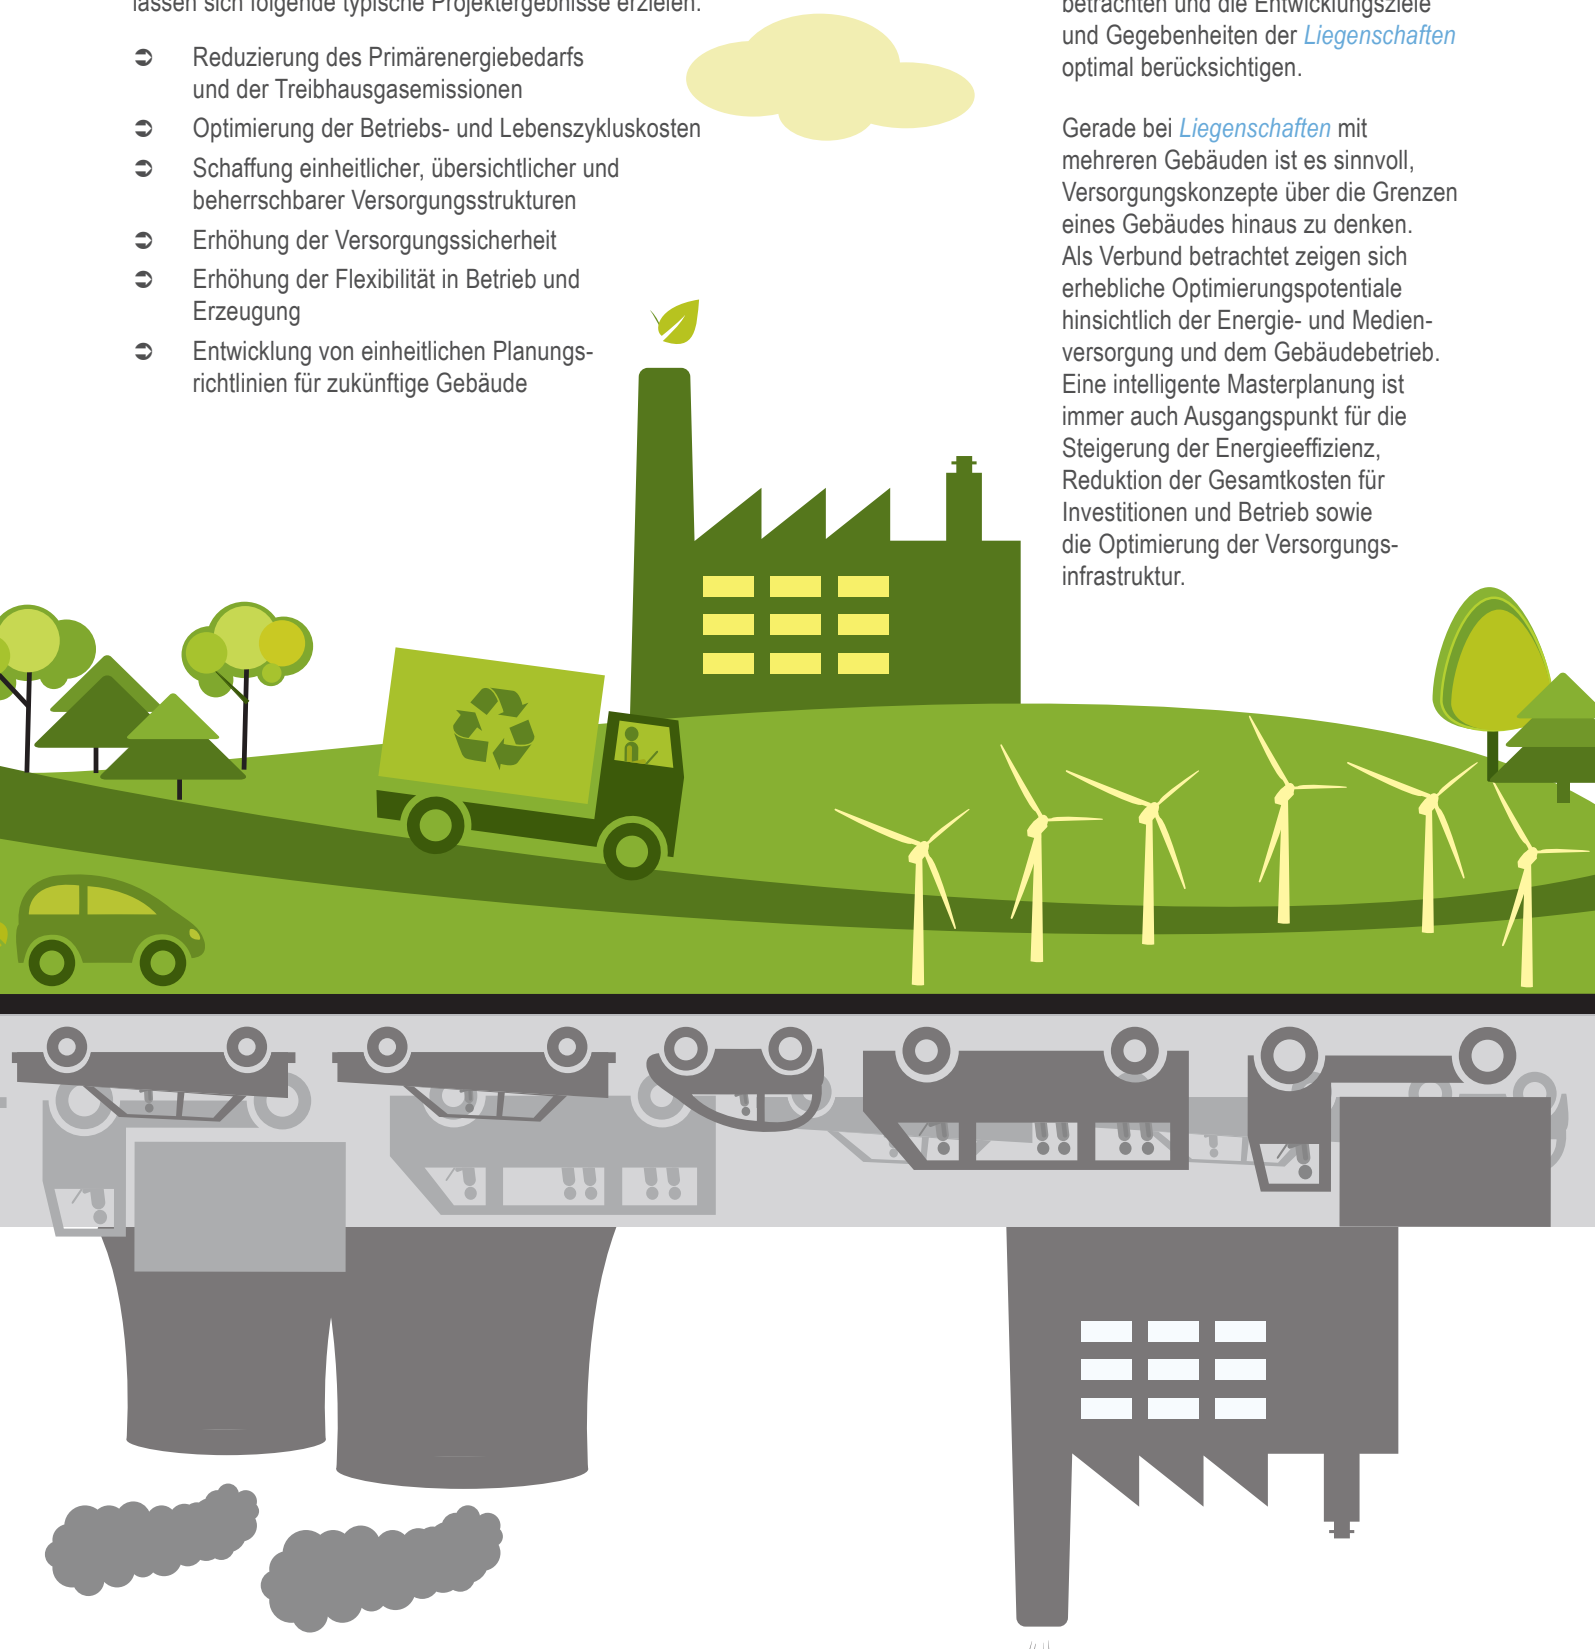 lassen sich folgende typische Projektergebnisse erzielen:
➲ Reduzierung des Primärenergiebedarfs
und der Treibhausgasemissionen
➲ Optimierung der Betriebs- und Lebenszykluskosten
➲ Schaffung einheitlicher, übersichtlicher und
beherrschbarer Versorgungsstrukturen
➲ Erhöhung der Versorgungssicherheit
➲ Erhöhung der Flexibilität in Betrieb und
Erzeugung
➲ Entwicklung von einheitlichen Planungs-
richtlinien für zukünftige Gebäude
betrachten und die Entwicklungsziele
und Gegebenheiten der Liegenschaften
optimal berücksichtigen.
Gerade bei Liegenschaften mit
mehreren Gebäuden ist es sinnvoll,
Versorgungskonzepte über die Grenzen
eines Gebäudes hinaus zu denken.
Als Verbund betrachtet zeigen sich
erhebliche Optimierungspotentiale
hinsichtlich der Energie- und Medien-
versorgung und dem Gebäudebetrieb.
Eine intelligente Masterplanung ist
immer auch Ausgangspunkt für die
Steigerung der Energieeffizienz,
Reduktion der Gesamtkosten für
Investitionen und Betrieb sowie
die Optimierung der Versorgungs-
infrastruktur.